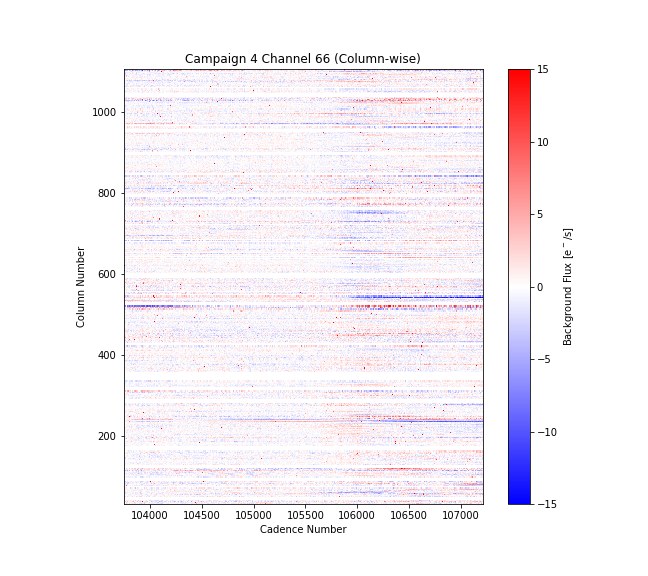 Campaign 4 Channel 66 (Column-wise)
Column Number
1000
800
600
400
200
104000 104500 105000 105500 106000 106500 107000
Cadence Number
15
10
5
0
−5
−10
−15
Background Flux [e⁻/s]